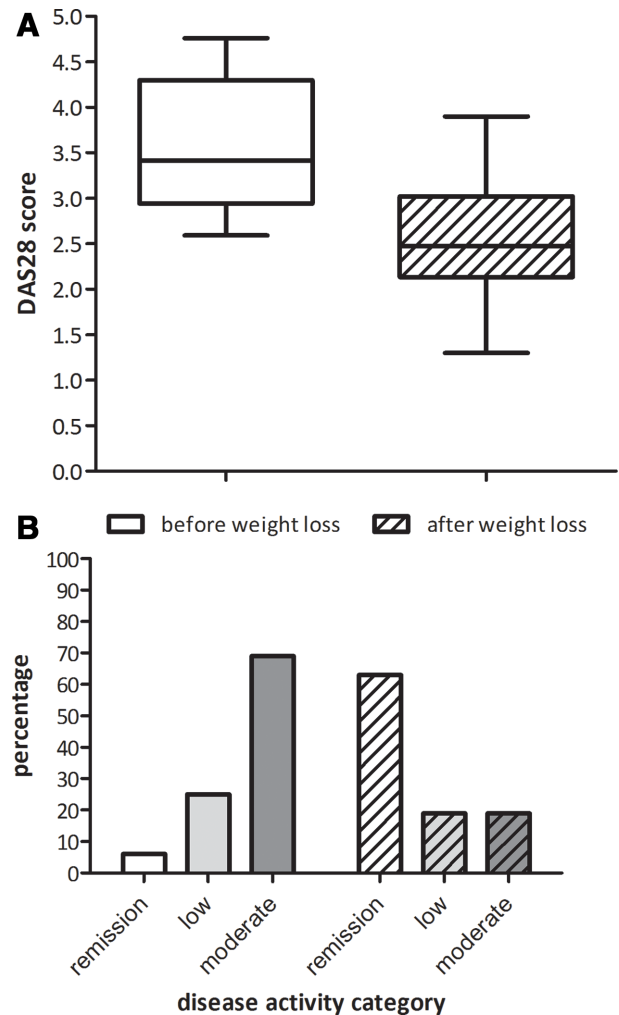 A
DAS28 score
5.0
4.5
4.0
3.5
3.0
2.5
2.0
1.5
1.0
0.5
0.0
B
before weight loss
after weight loss
percentage
100
90
80
70
60
50
40
30
20
10
0
remission
low
moderate
remission
low
moderate
disease activity category